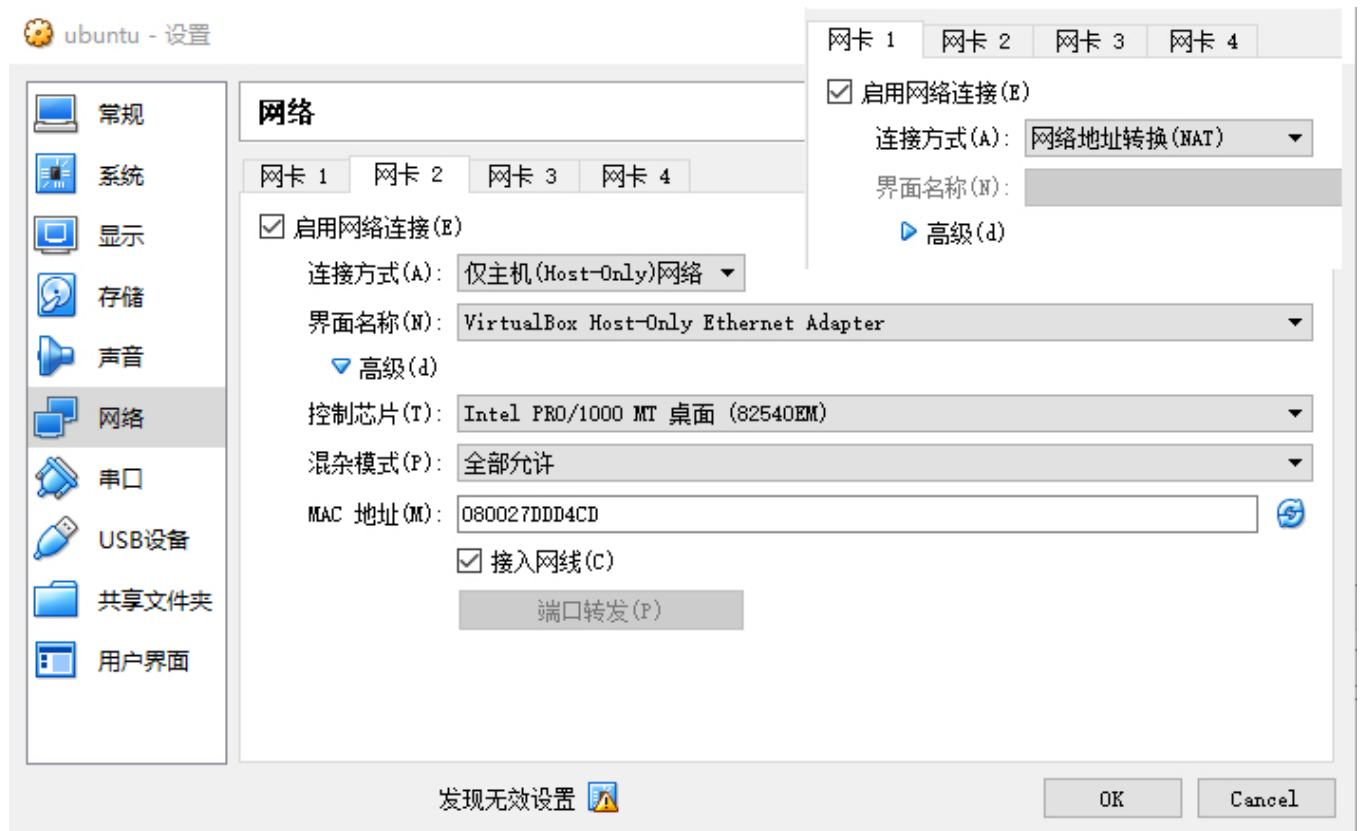 ubuntu - 设置
常规
系统
显示
存储
声音
网络
串口
USB设备
共享文件夹
用户界面
网络
网卡 1 网卡 2 网卡 3 网卡 4
启用网络连接(E)
连接方式(A): 仅主机(Host-Only)网络
界面名称(N): VirtualBox Host-Only Ethernet Adapter
高级(d)
控制芯片(T): Intel PRO/1000 MT 桌面 (82540EM)
混杂模式(P): 全部允许
MAC 地址(M): 080027DDD4CD
接入网线(C)
端口转发(P)
网卡 1 网卡 2 网卡 3 网卡 4
启用网络连接(E)
连接方式(A): 网络地址转换(NAT)
界面名称(N):
高级(d)
发现无效设置
OK Cancel